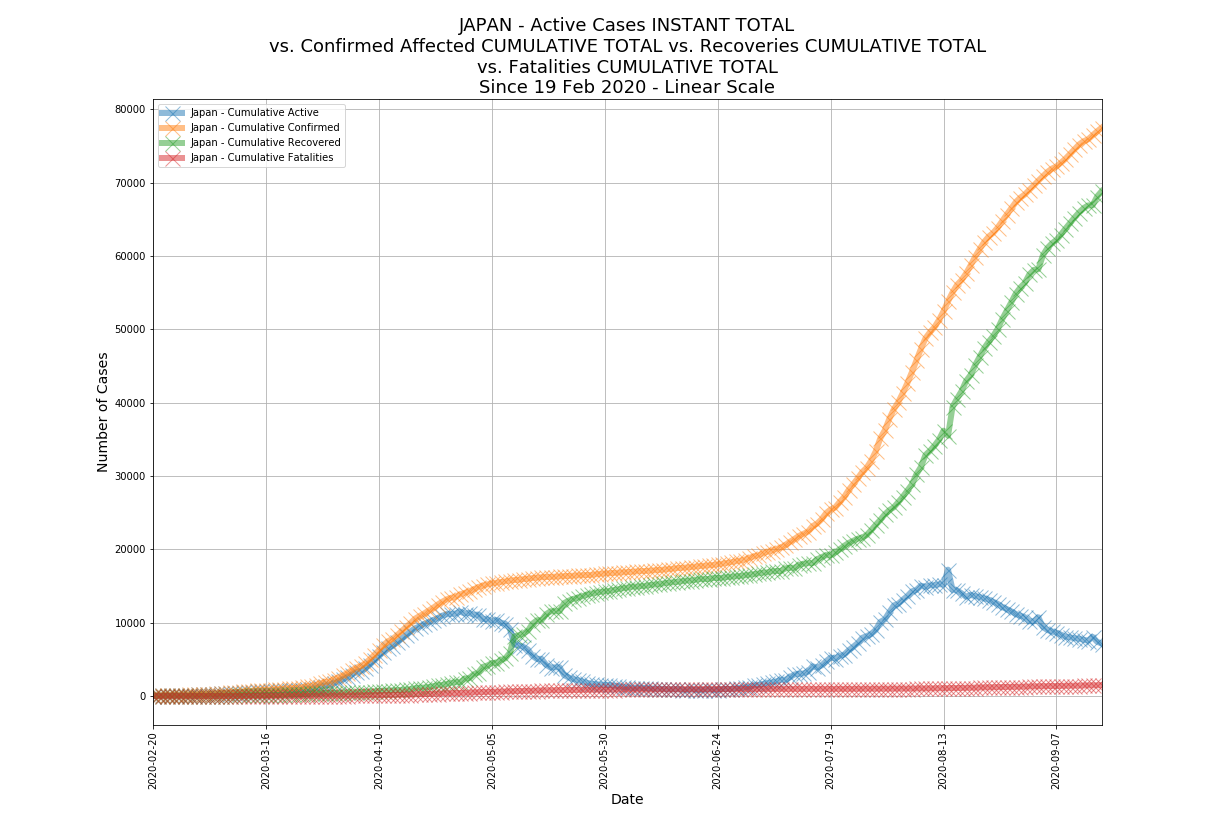 JAPAN - Active Cases INSTANT TOTAL
vs. Confirmed Affected CUMULATIVE TOTAL vs. Recoveries CUMULATIVE TOTAL
vs. Fatalities CUMULATIVE TOTAL
Since 19 Feb 2020 - Linear Scale
Japan - Cumulative Active
Japan - Cumulative Confirmed
Japan - Cumulative Recovered
Japan - Cumulative Fatalities
Number of Cases
80000
70000
60000
50000
40000
30000
20000
10000
0
2020-02-20
2020-03-16
2020-04-10
2020-05-05
2020-05-30
2020-06-24
2020-07-19
2020-08-13
2020-09-07
Date